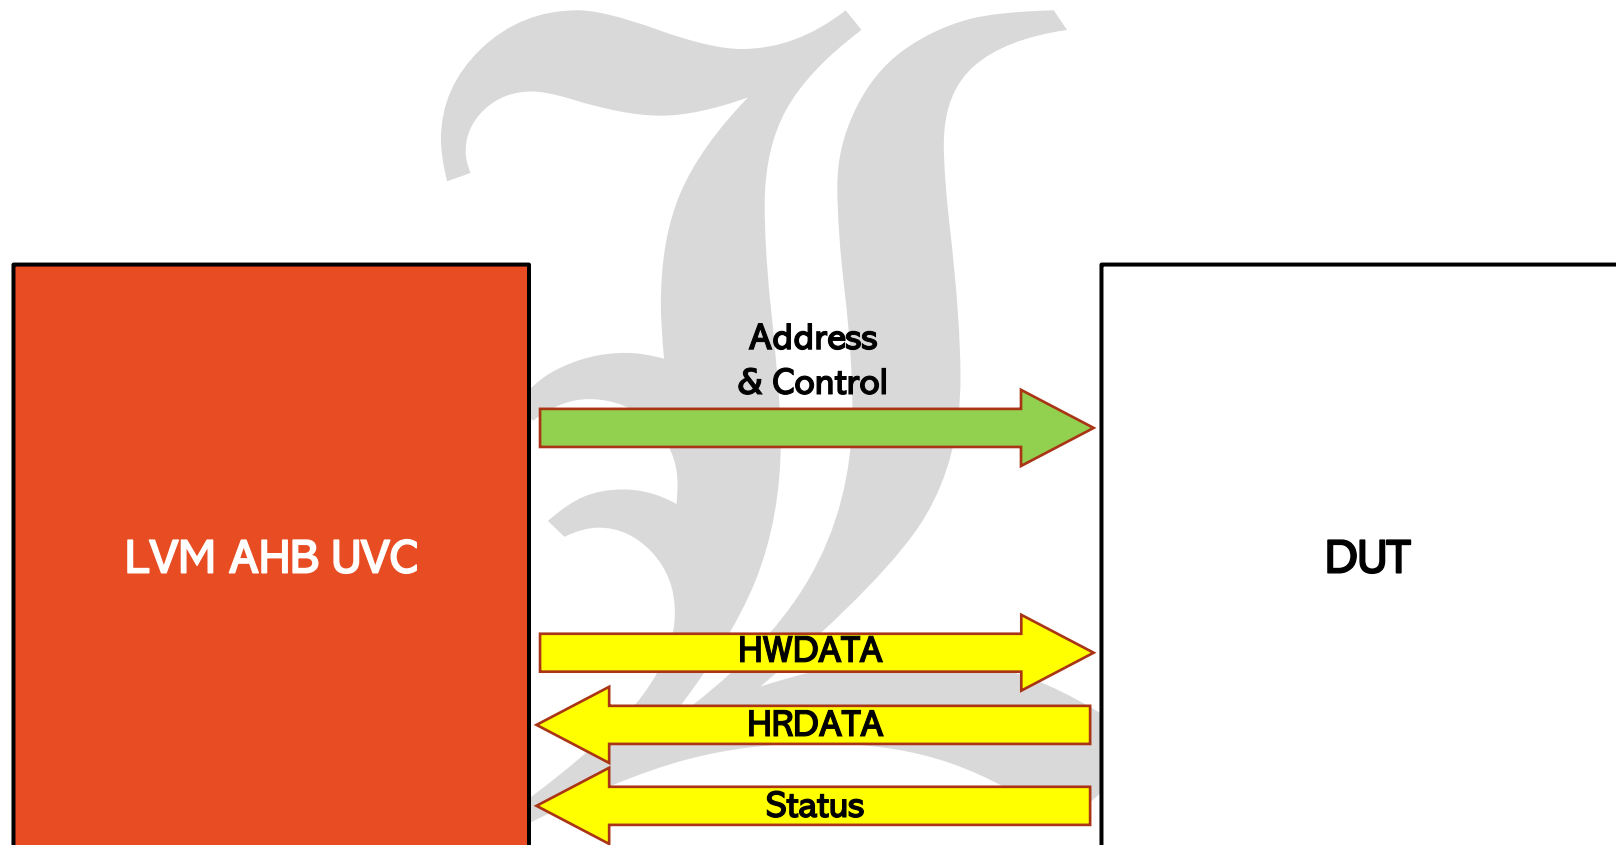 Address
& Control
LVM AHB UVC
DUT
HWDATA
HRDATA
Status